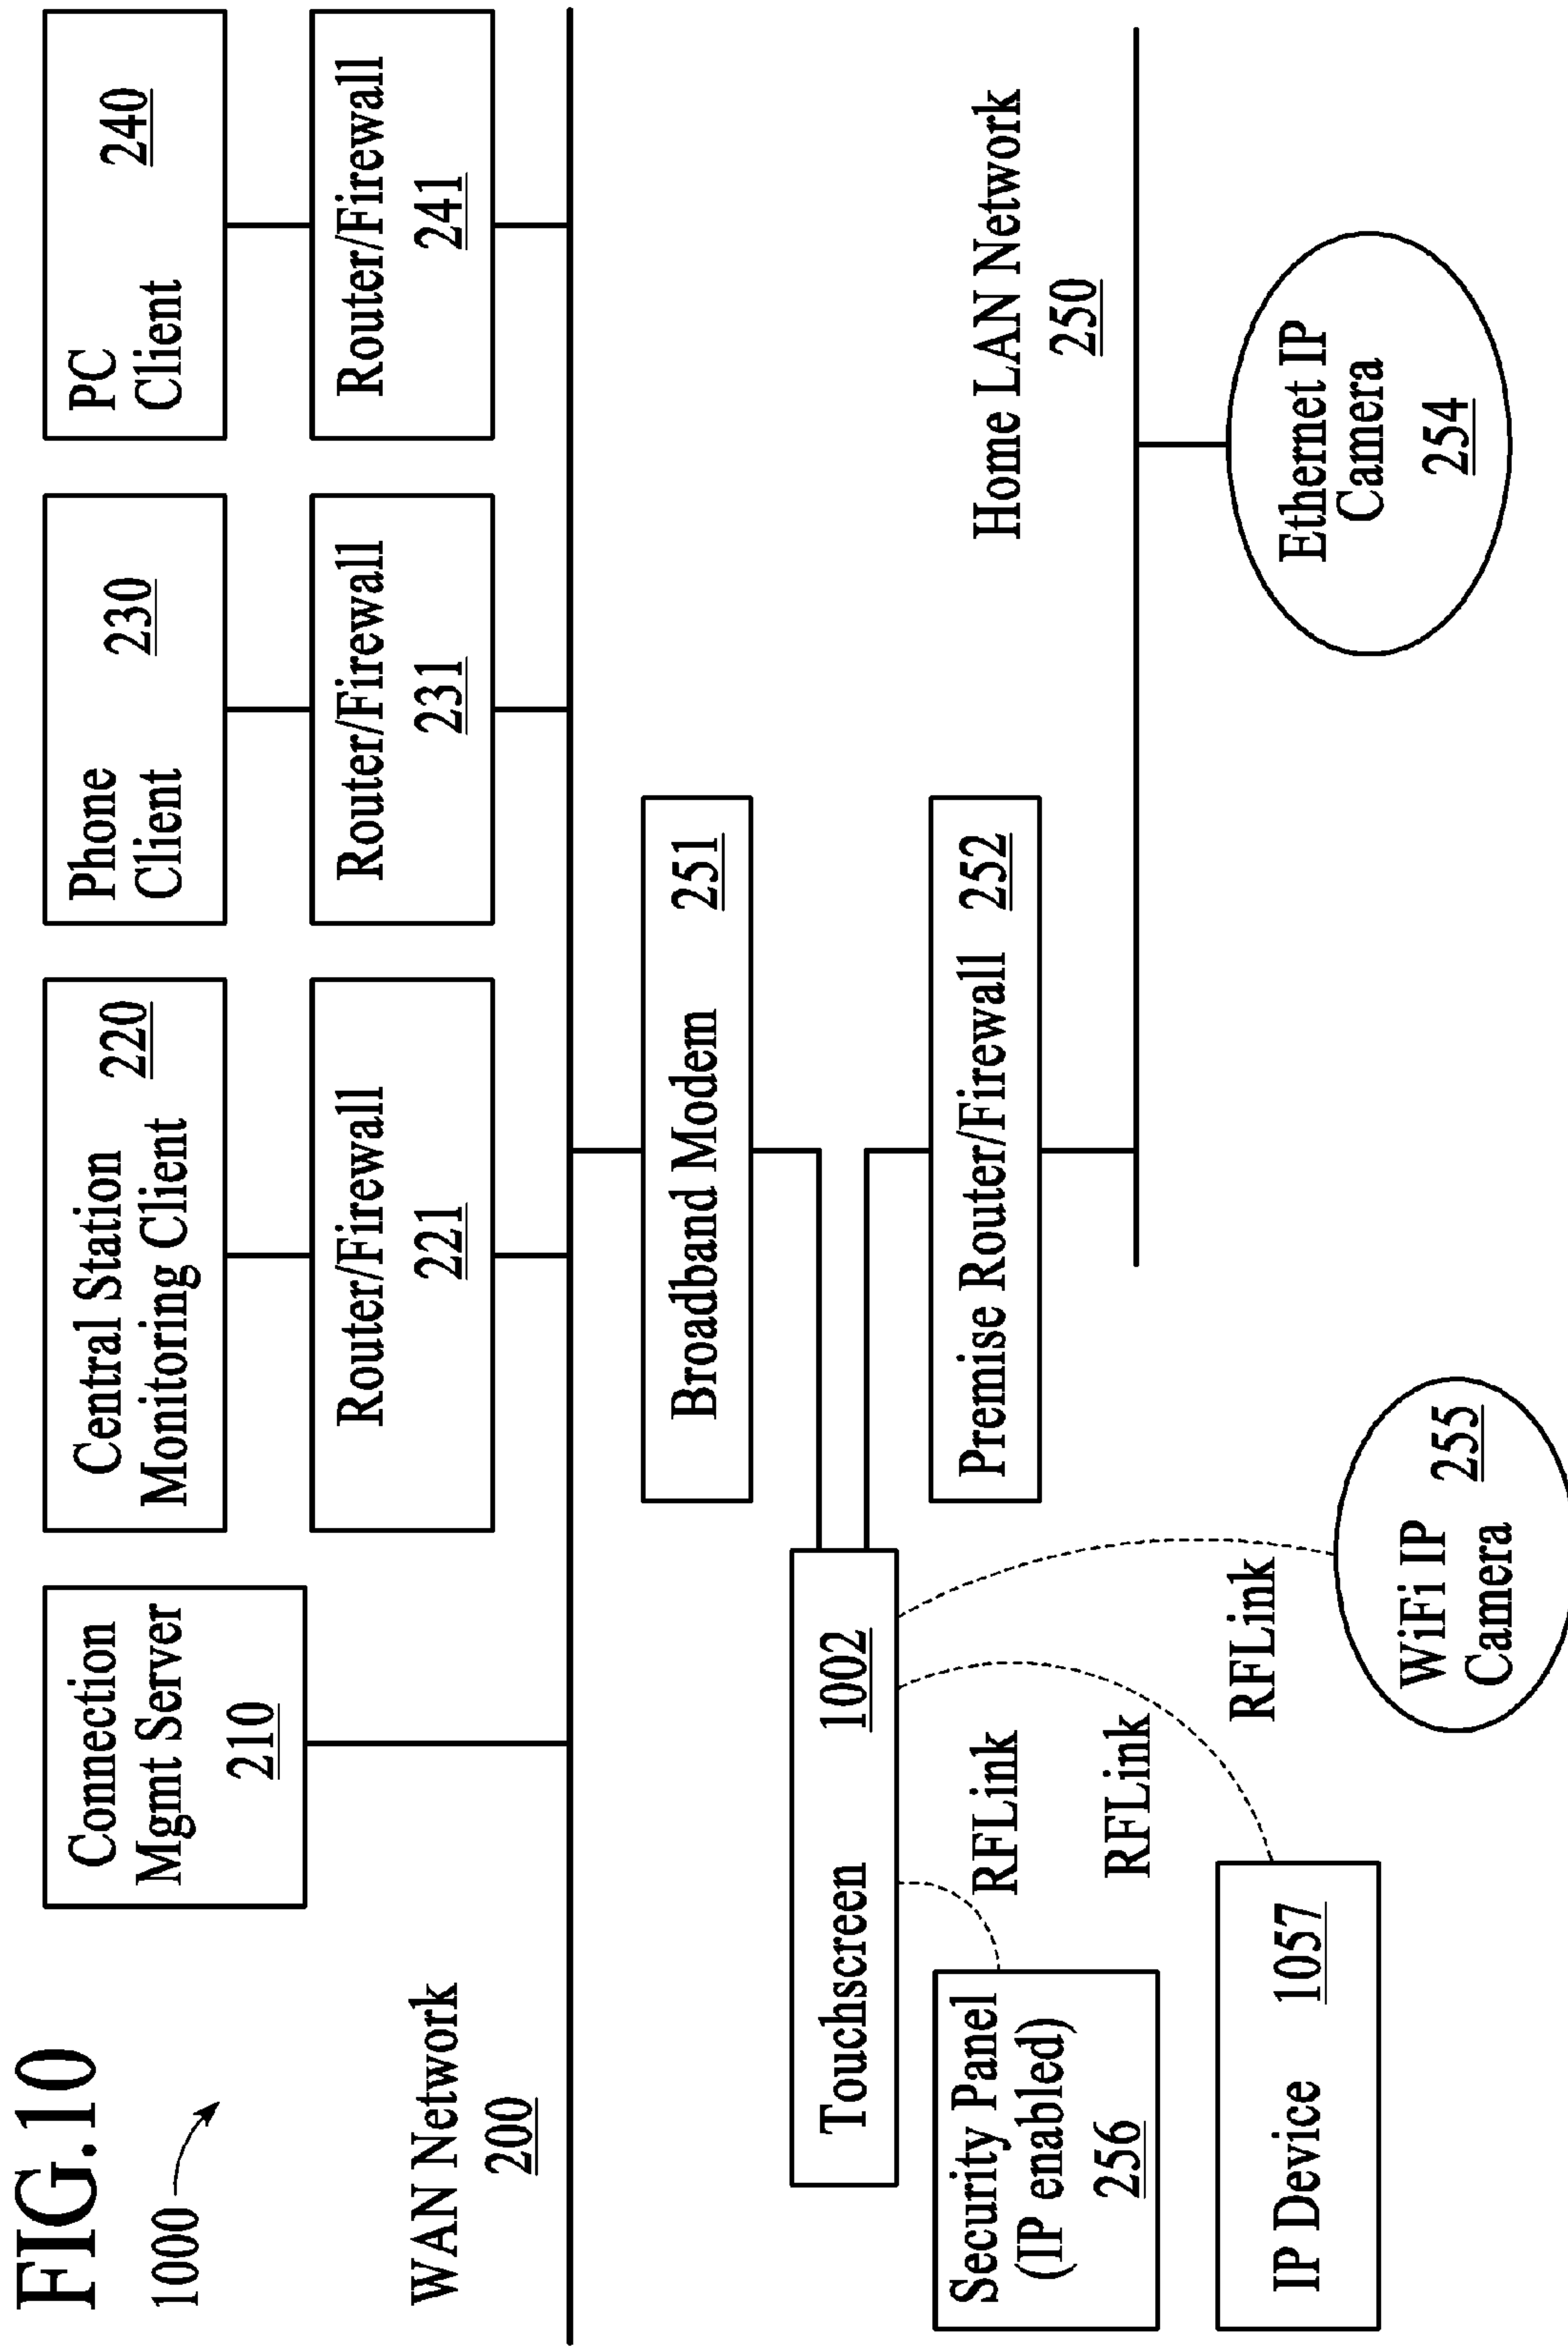 FIG.10
1000
Connection
Mgmt Server
210
Central Station
Monitoring Client
220
Phone
Client
230
PC
Client
240
Router/Firewall
221
Router/Firewall
231
Router/Firewall
241
WAN Network
200
Broadband Modem 251
Touchscreen 1002
Premise Router/Firewall 252
Home LAN Network
250
Security Panel
(IP enabled)
256
RFLink
RFLink
RFLink
IP Device 1057
WiFi IP
Camera 255
Ethernet IP
Camera
254